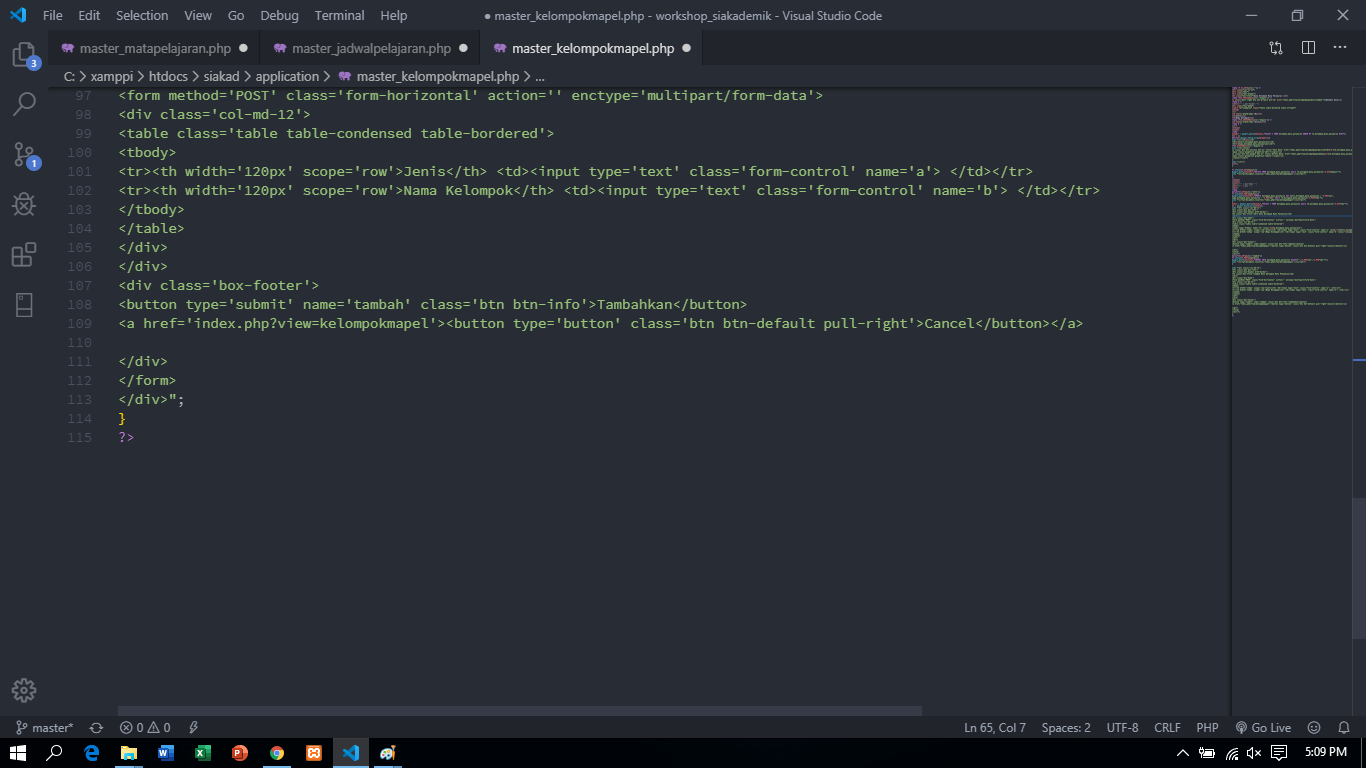 File Edit Selection View Go Debug Terminal Help ● master_kelompokmapel.php - workshop_siakademik - Visual Studio Code
master_matapelajaran.php master_jadwalpelajaran.php master_kelompokmapel.php
C: > xamppi > htdocs > siakad > application > master_kelompokmapel.php > ...
97 <form method='POST' class='form-horizontal' action='' enctype='multipart/form-data'>
98 <div class='col-md-12'>
99 <table class='table table-condensed table-bordered'>
100 <tbody>
101 <tr><th width='120px' scope='row'>Jenis</th> <td><input type='text' class='form-control' name='a'> </td></tr>
102 <tr><th width='120px' scope='row'>Nama Kelompok</th> <td><input type='text' class='form-control' name='b'> </td></tr>
103 </tbody>
104 </table>
105 </div>
106 </div>
107 <div class='box-footer'>
108 <button type='submit' name='tambah' class='btn btn-info'>Tambahkan</button>
109 <a href='index.php?view=kelompokmapel'><button type='button' class='btn btn-default pull-right'>Cancel</button></a>
110
111 </div>
112 </form>
113 </div>";
114 }
115 ?>
3
1
master* 0 0 Ln 65, Col 7 Spaces: 2 UTF-8 CRLF PHP Go Live
5:09 PM